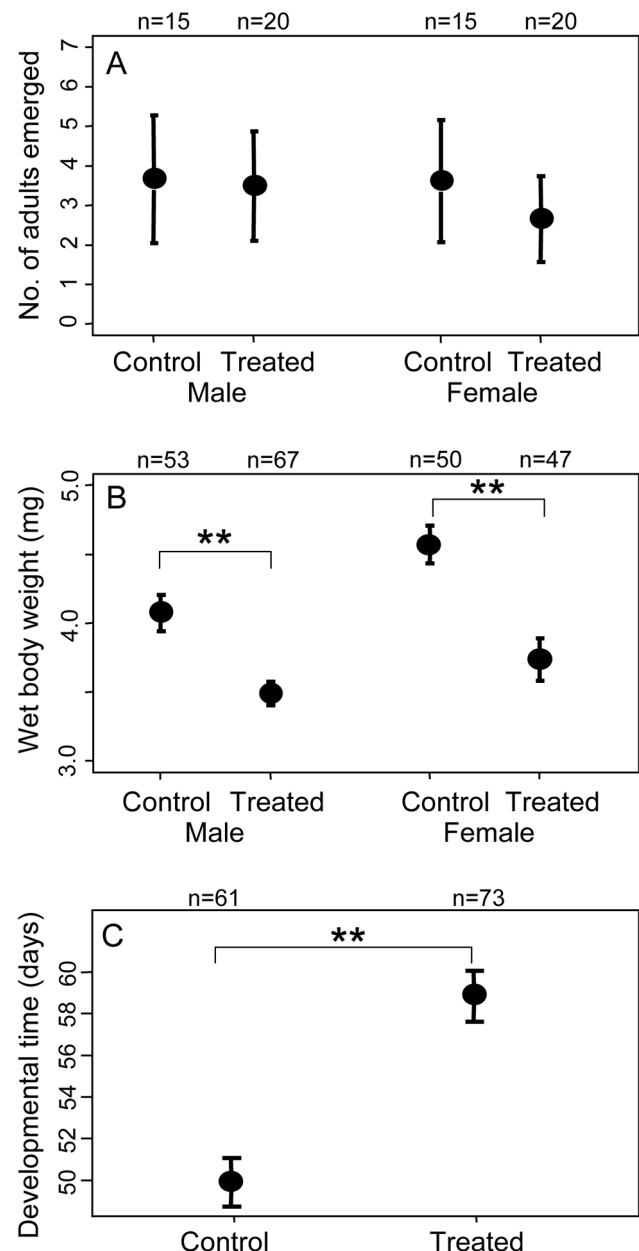 n=15 n=20 n=15 n=20
A
No. of adults emerged
7
6
5
4
3
2
1
0
Control Treated Control Treated
Male Female
n=53 n=67 n=50 n=47
B
Wet body weight (mg)
5.0
4.0
3.0
**
**
Control Treated Control Treated
Male Female
n=61 n=73
C
Developmental time (days)
**
60
58
56
54
52
50
Control Treated